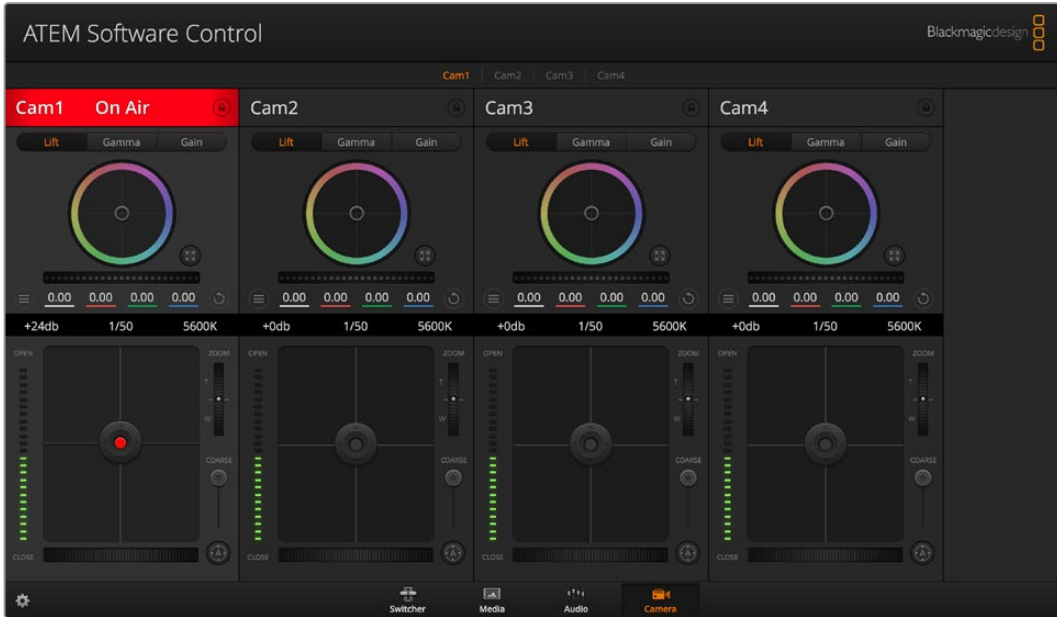 ATEM Software Control
Blackmagicdesign
Cam1 Cam2 Cam3 Cam4
Cam1 On Air Cam2 Cam3 Cam4
Lift Gamma Gain Lift Gamma Gain Lift Gamma Gain Lift Gamma Gain
0.00 0.00 0.00 0.00 0.00 0.00 0.00 0.00 0.00 0.00 0.00 0.00 0.00 0.00 0.00 0.00
+24db 1/50 5600K +0db 1/50 5600K +0db 1/50 5600K +0db 1/50 5600K
OPEN ZOOM OPEN ZOOM OPEN ZOOM OPEN ZOOM
T T T T
W W W W
COARSE COARSE COARSE COARSE
CLOSE A CLOSE A CLOSE A CLOSE A
Switcher Media Audio Camera